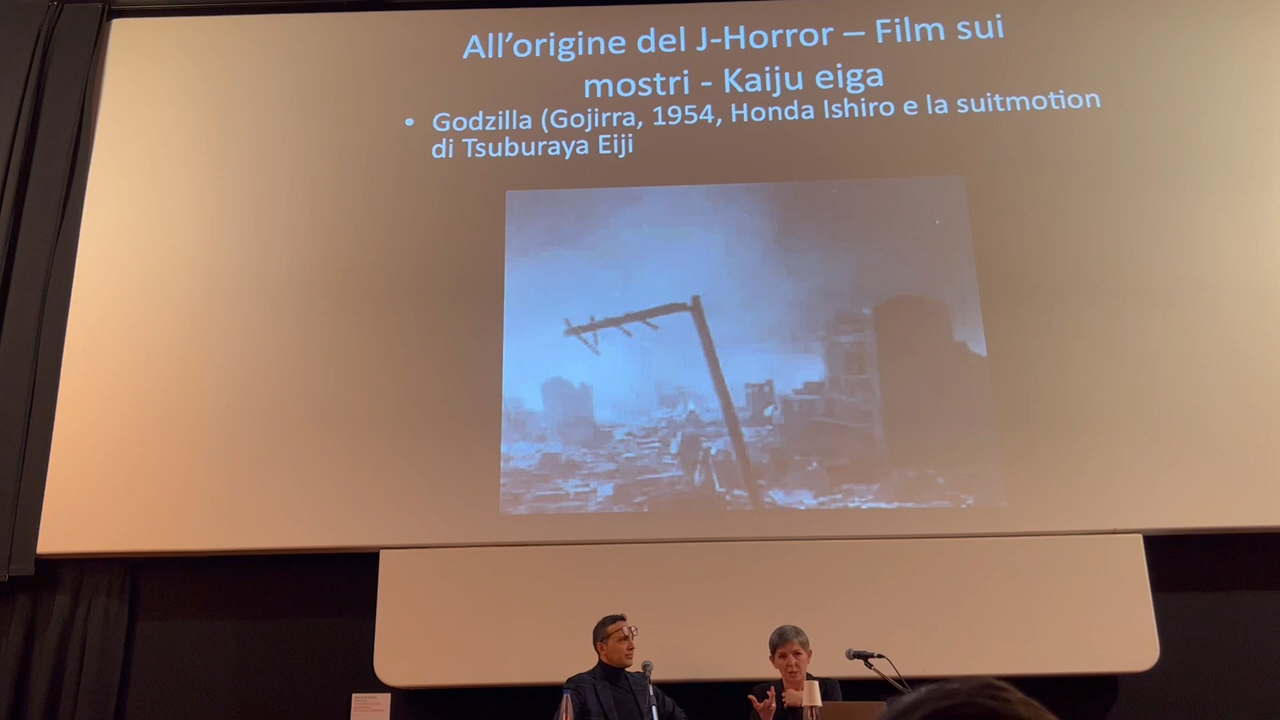 All’origine del J-Horror – Film sui
mostri - Kaiju eiga
• Godzilla (Gojirra, 1954, Honda Ishiro e la suitmotion
di Tsuburaya Eiji